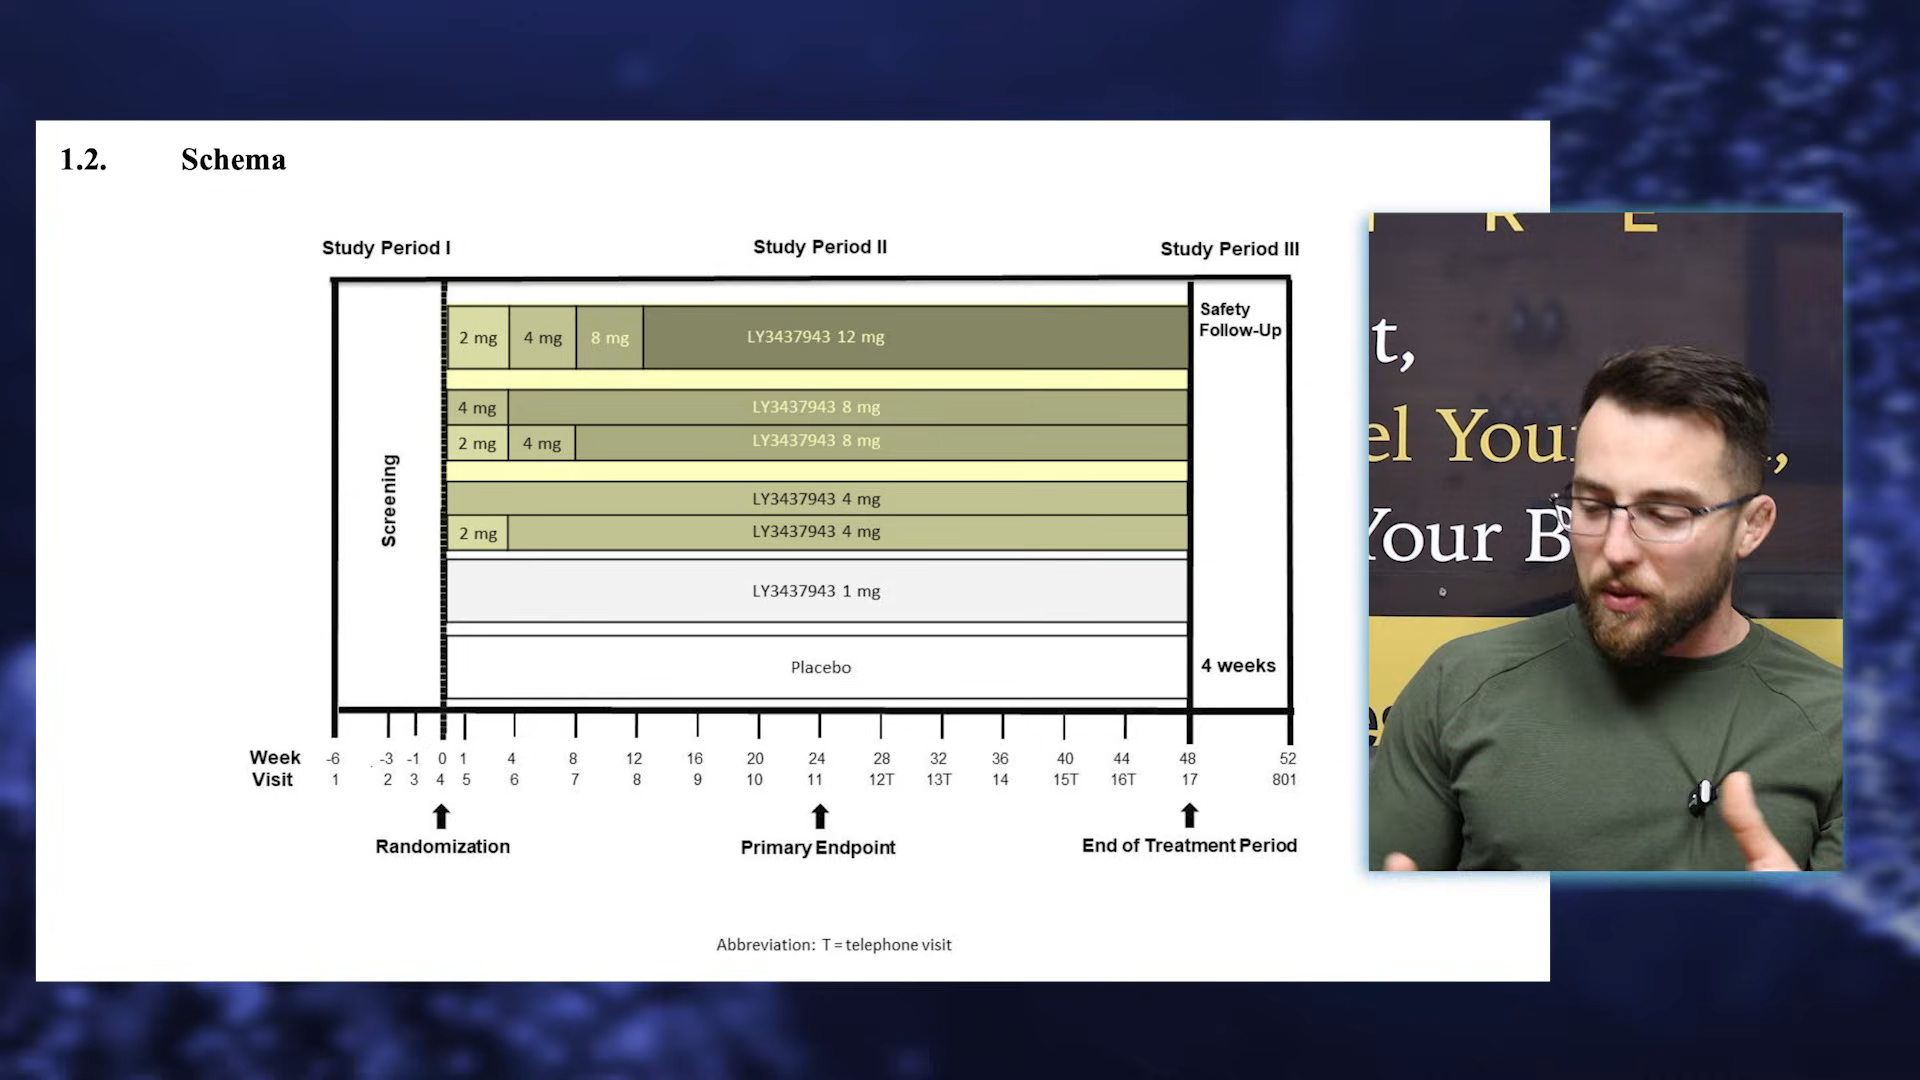 1.2. Schema
Study Period I Study Period II Study Period III
2 mg 4 mg 8 mg LY3437943 12 mg
Safety
Follow-Up
4 mg LY3437943 8 mg
2 mg 4 mg LY3437943 8 mg
Screening
LY3437943 4 mg
2 mg LY3437943 4 mg
LY3437943 1 mg
Placebo
4 weeks
Week -6 -3 -1 0 1 4 8 12 16 20 24 28 32 36 40 44 48 52
Visit 1 2 3 4 5 6 7 8 9 10 11 12T 13T 14 15T 16T 17 801
Randomization Primary Endpoint End of Treatment Period
Abbreviation: T = telephone visit
R E
t,
el You ,
Your B